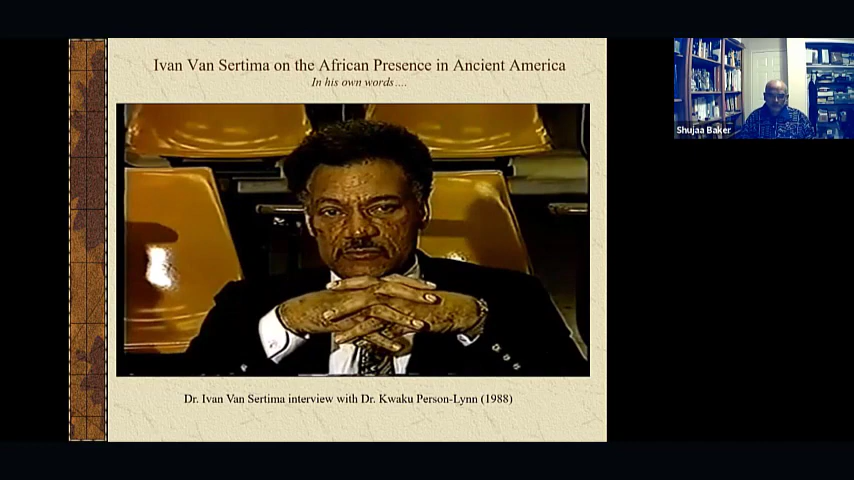 Ivan Van Sertima on the African Presence in Ancient America
In his own words....
Shujaa Baker
Dr. Ivan Van Sertima interview with Dr. Kwaku Person-Lynn (1988)